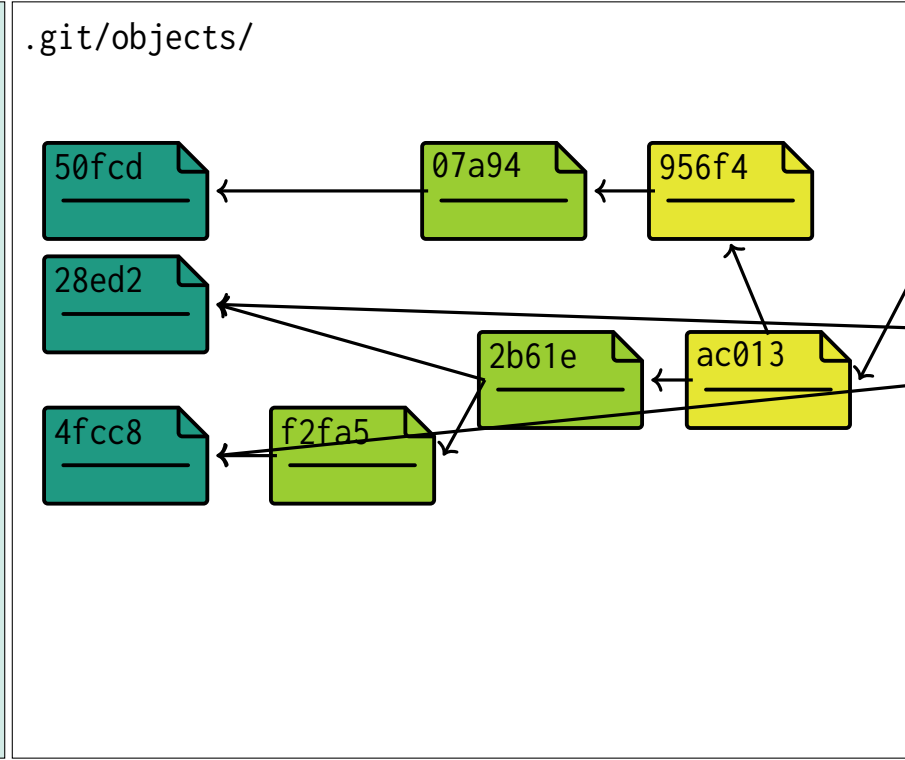 .git/objects/
50fcd
07a94
956f4
28ed2
2b61e
ac013
4fcc8
f2fa5